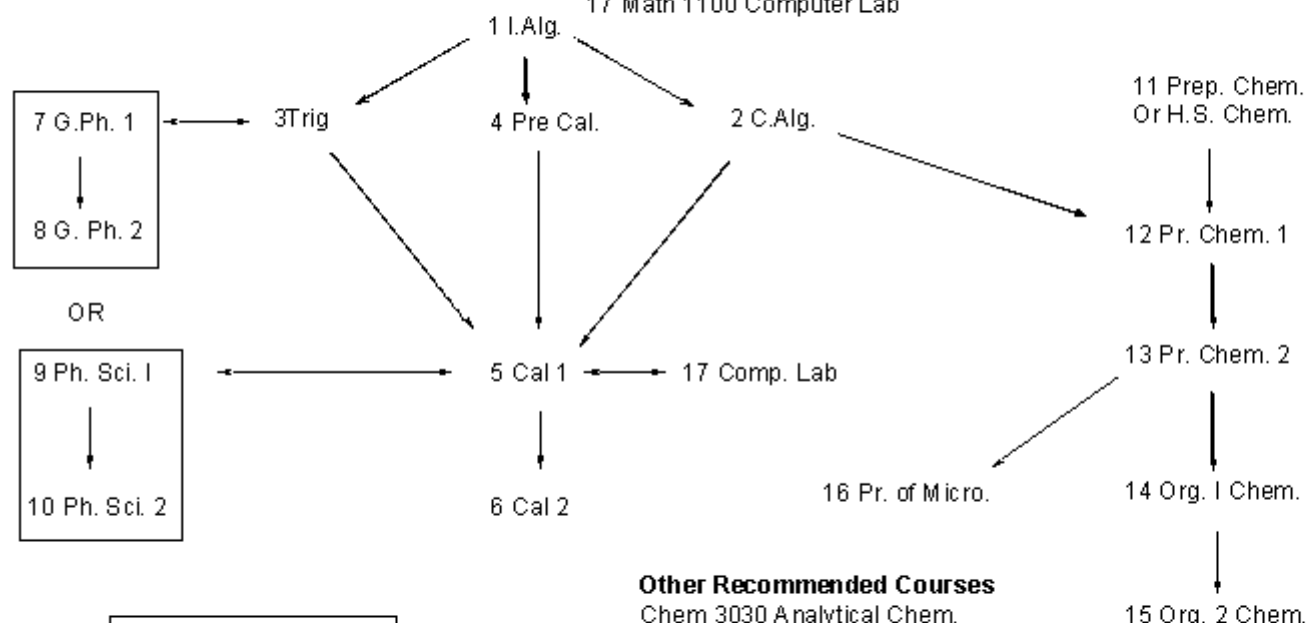 17 Math 1100 Computer Lab
1 I.Alg.
11 Prep. Chem.
Or H.S. Chem.
7 G.Ph. 1
3Trig
4 Pre Cal.
2 C.Alg.
8 G. Ph. 2
12 Pr. Chem. 1
OR
9 Ph. Sci. I
5 Cal 1
17 Comp. Lab
13 Pr. Chem. 2
10 Ph. Sci. 2
6 Cal 2
16 Pr. of Micro.
14 Org. I Chem.
Other Recommended Courses
Chem 3030 Analytical Chem.
15 Org. 2 Chem.